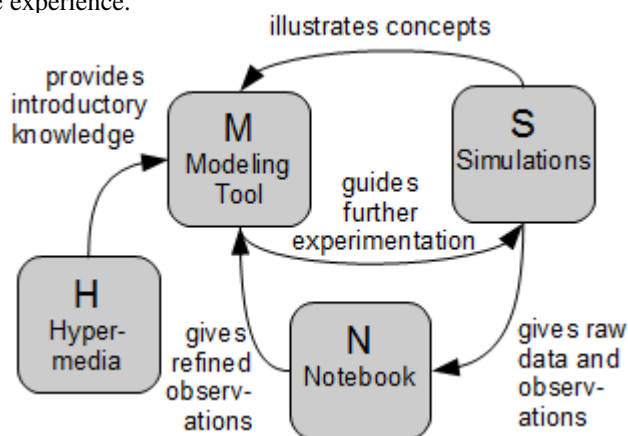 e experience.
illustrates concepts
provides
introductory
knowledge
M
Modeling
Tool
S
Simulations
guides
further
experimentation
H
Hyper-
media
gives
refined
observ-
ations
N
Notebook
gives raw
data and
observ-
ations